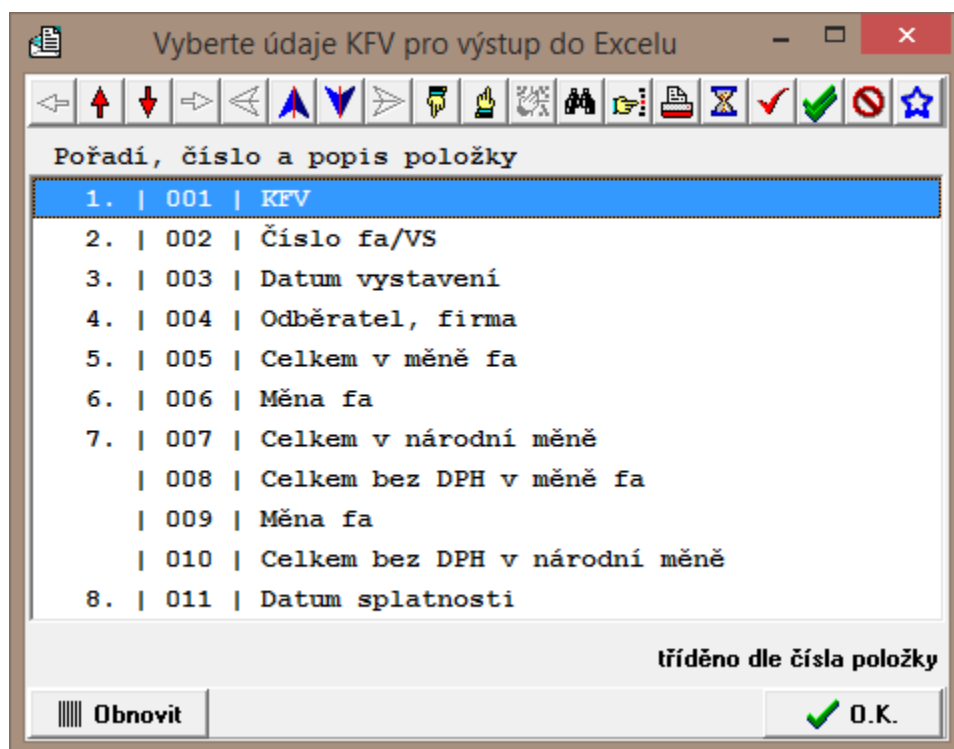 Vyberte údaje KFV pro výstup do Excelu
Pořadí, číslo a popis položky
1. | 001 | KFV
2. | 002 | Číslo fa/VS
3. | 003 | Datum vystavení
4. | 004 | Odběratel, firma
5. | 005 | Celkem v měně fa
6. | 006 | Měna fa
7. | 007 | Celkem v národní měně
| 008 | Celkem bez DPH v měně fa
| 009 | Měna fa
| 010 | Celkem bez DPH v národní měně
8. | 011 | Datum splatnosti
tříděno dle čísla položky
Obnovit
O.K.